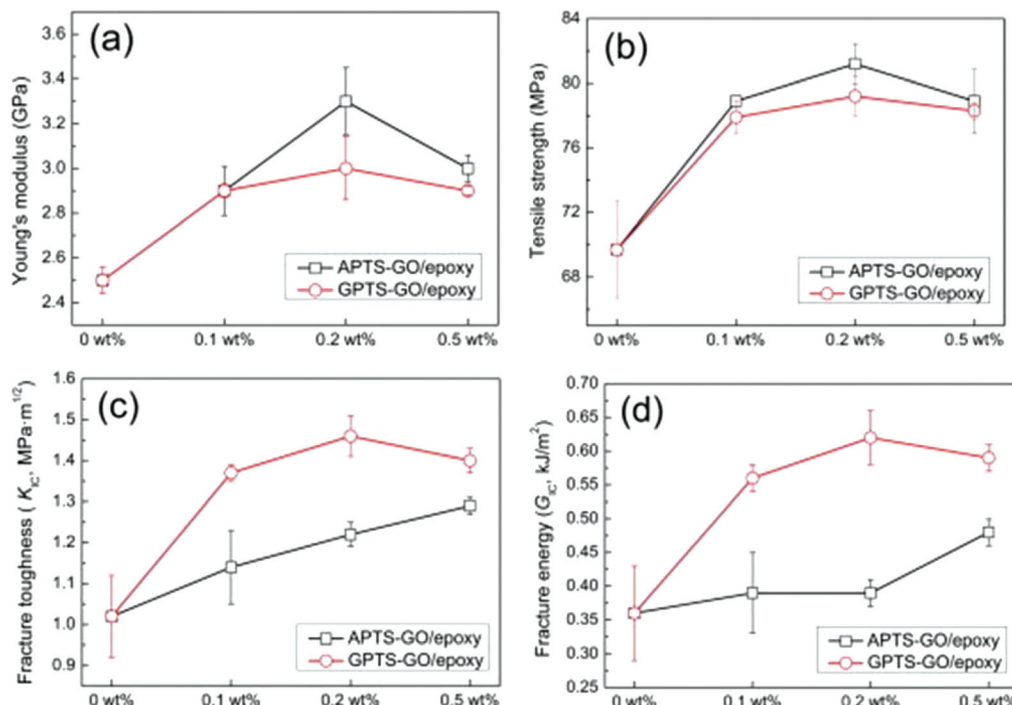 (a)
Young's modulus (GPa)
3.6
3.4
3.2
3.0
2.8
2.6
2.4
APTS-GO/epoxy
GPTS-GO/epoxy
0 wt%
0.1 wt%
0.2 wt%
0.5 wt%
(b)
Tensile strength (MPa)
84
80
76
72
68
APTS-GO/epoxy
GPTS-GO/epoxy
0 wt%
0.1 wt%
0.2 wt%
0.5 wt%
(c)
Fracture toughness ( K_IC, MPa·m^1/2)
1.6
1.5
1.4
1.3
1.2
1.1
1.0
0.9
APTS-GO/epoxy
GPTS-GO/epoxy
0 wt%
0.1 wt%
0.2 wt%
0.5 wt%
(d)
Fracture energy (G_IC, kJ/m²)
0.70
0.65
0.60
0.55
0.50
0.45
0.40
0.35
0.30
0.25
APTS-GO/epoxy
GPTS-GO/epoxy
0 wt%
0.1 wt%
0.2 wt%
0.5 wt%